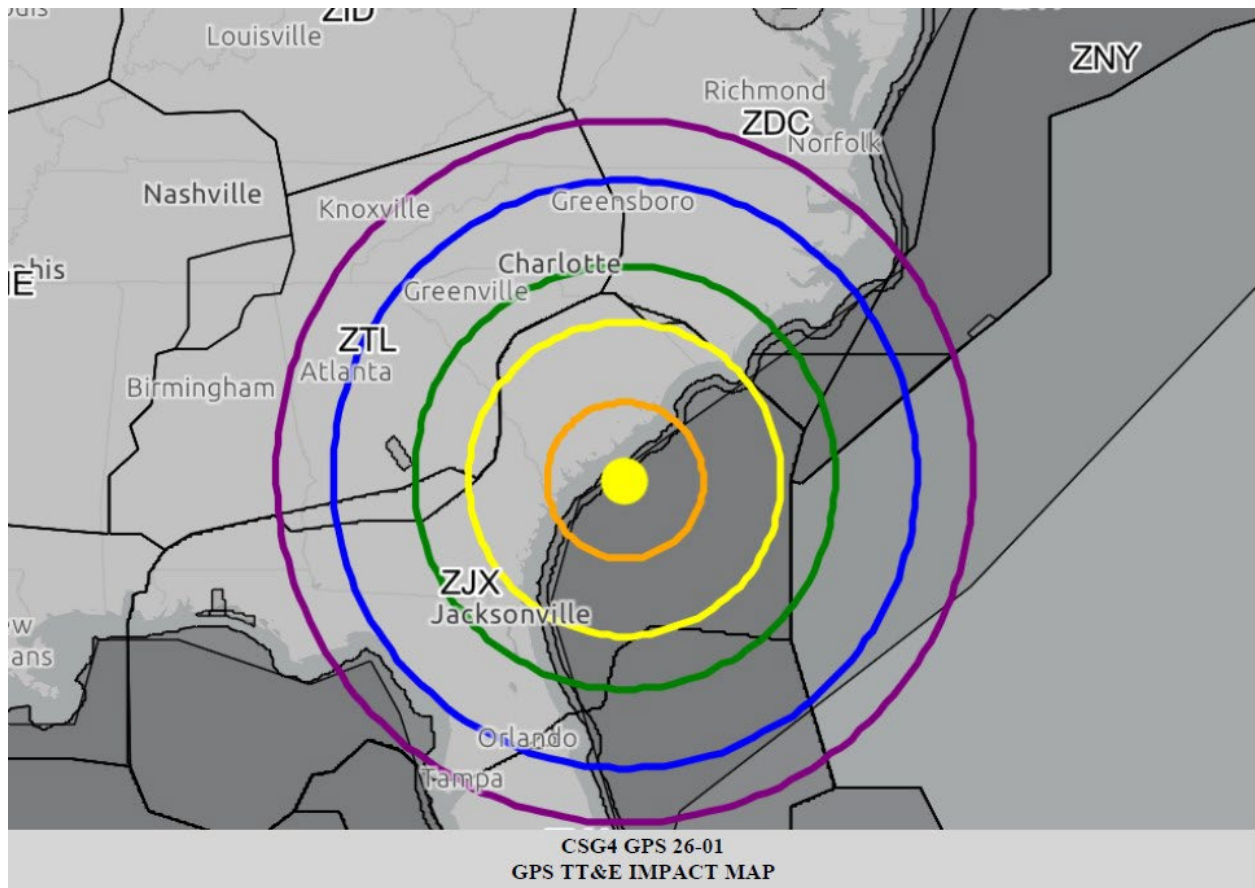 ZID
Louisville
ZNY
Richmond
ZDC
Norfolk
Nashville
Knoxville
Greensboro
Charlotte
Greenville
ZTL
Atlanta
Birmingham
ZJX
Jacksonville
Orlando
Tampa
CSG4 GPS 26-01
GPS TT&E IMPACT MAP